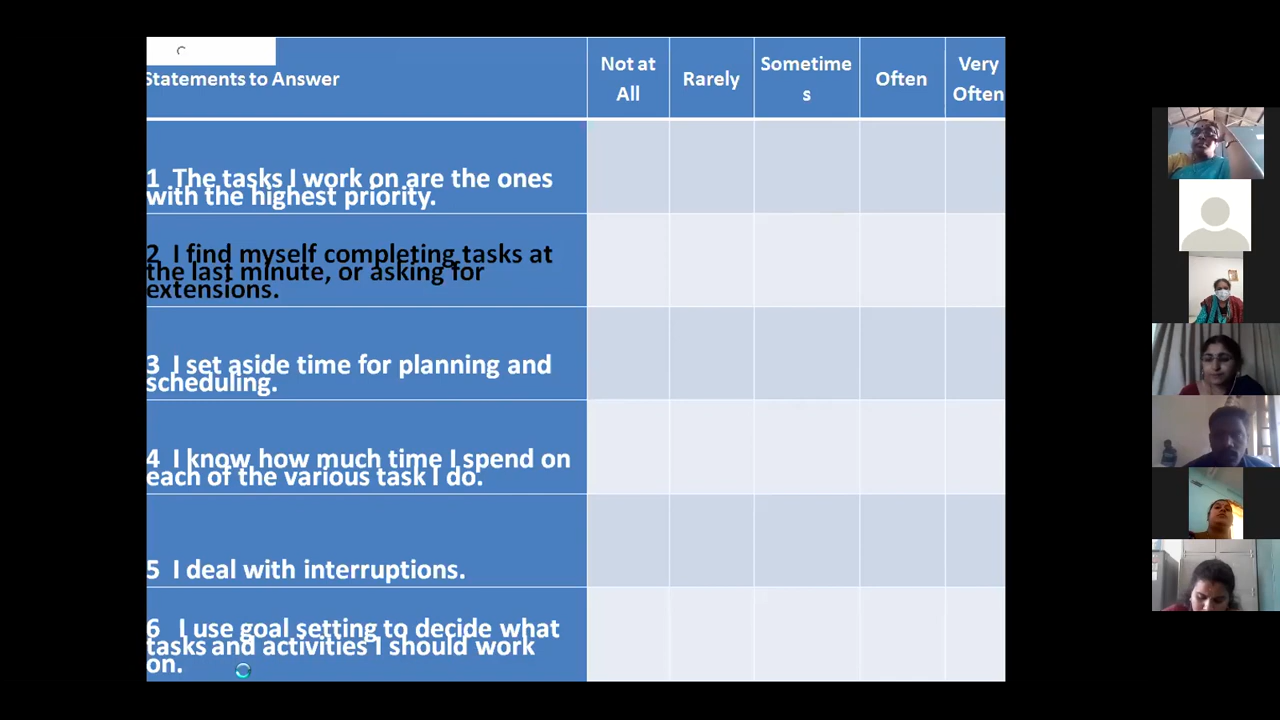 Statements to Answer
Not at
All
Rarely
Sometime
s
Often
Very
Often
1 The tasks I work on are the ones
with the highest priority.
2 I find myself completing tasks at
the last minute, or asking for
extensions.
3 I set aside time for planning and
scheduling.
4 I know how much time I spend on
each of the various task I do.
5 I deal with interruptions.
6 I use goal setting to decide what
tasks and activities I should work
on.